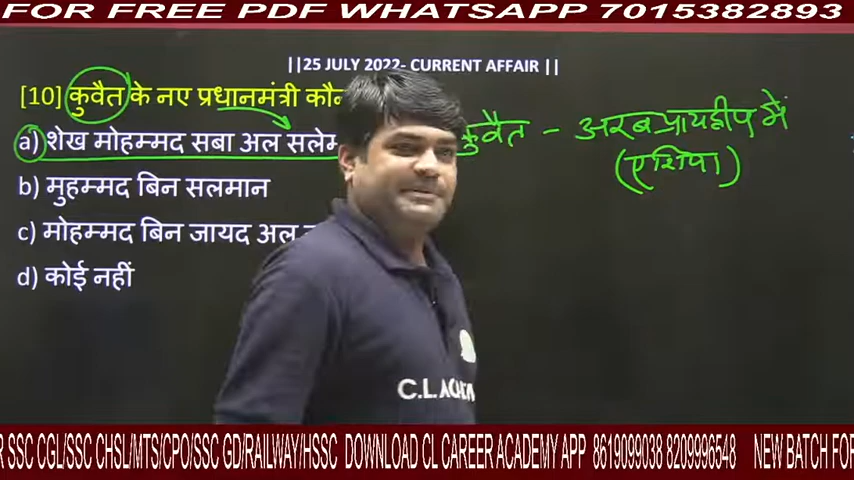 FOR FREE PDF WHATSAPP 7015382893
||25 JULY 2022- CURRENT AFFAIR ||
[10] कुवैत के नए प्रधानमंत्री
कुवैत - अरब प्रायद्वीप में
(एशिया)
a) शेख मोहम्मद सबा अल
b) मुहम्मद बिन सलमान
c) मोहम्मद बिन जायद अल
d) कोई नहीं
C.L.
SSC CGL/SSC CHSL/MTS/CPO/SSC GD/RAILWAY/HSSC DOWNLOAD CL CAREER ACADEMY APP 8619099038 8209996548 NEW BATCH FOR